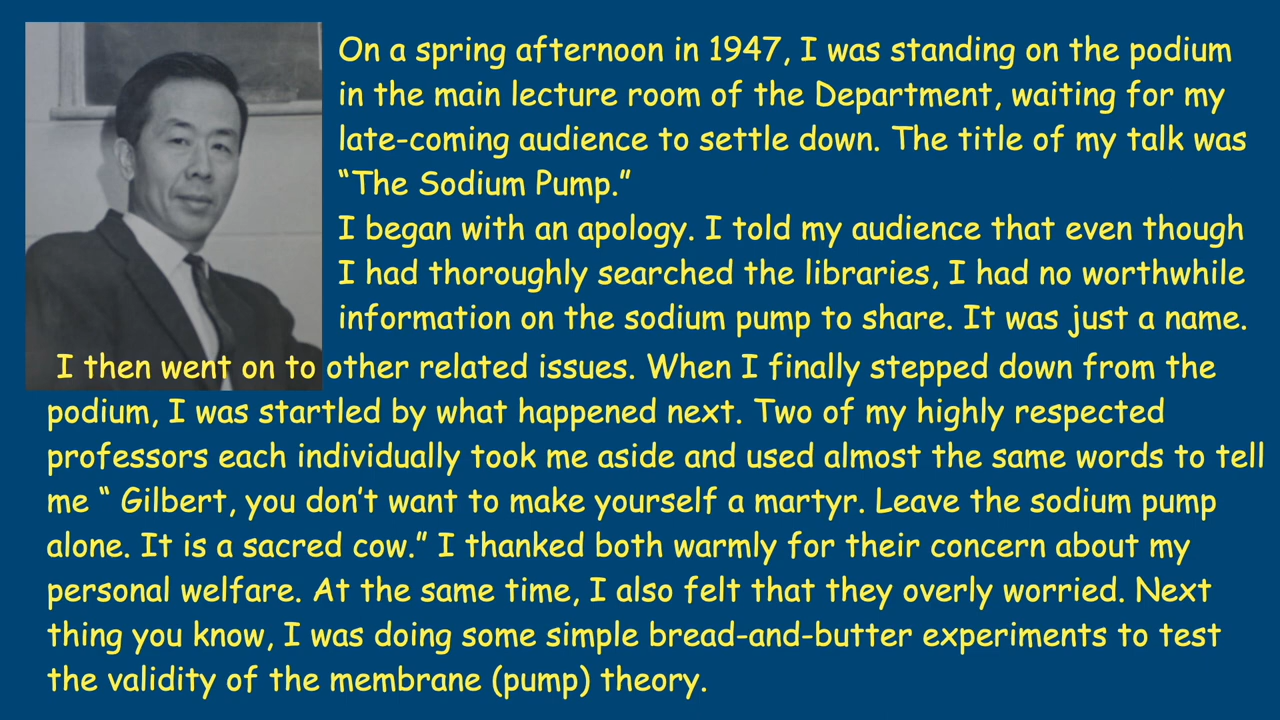 On a spring afternoon in 1947, I was standing on the podium
in the main lecture room of the Department, waiting for my
late-coming audience to settle down. The title of my talk was
“The Sodium Pump.”
I began with an apology. I told my audience that even though
I had thoroughly searched the libraries, I had no worthwhile
information on the sodium pump to share. It was just a name.
I then went on to other related issues. When I finally stepped down from the
podium, I was startled by what happened next. Two of my highly respected
professors each individually took me aside and used almost the same words to tell
me “ Gilbert, you don’t want to make yourself a martyr. Leave the sodium pump
alone. It is a sacred cow.” I thanked both warmly for their concern about my
personal welfare. At the same time, I also felt that they overly worried. Next
thing you know, I was doing some simple bread-and-butter experiments to test
the validity of the membrane (pump) theory.